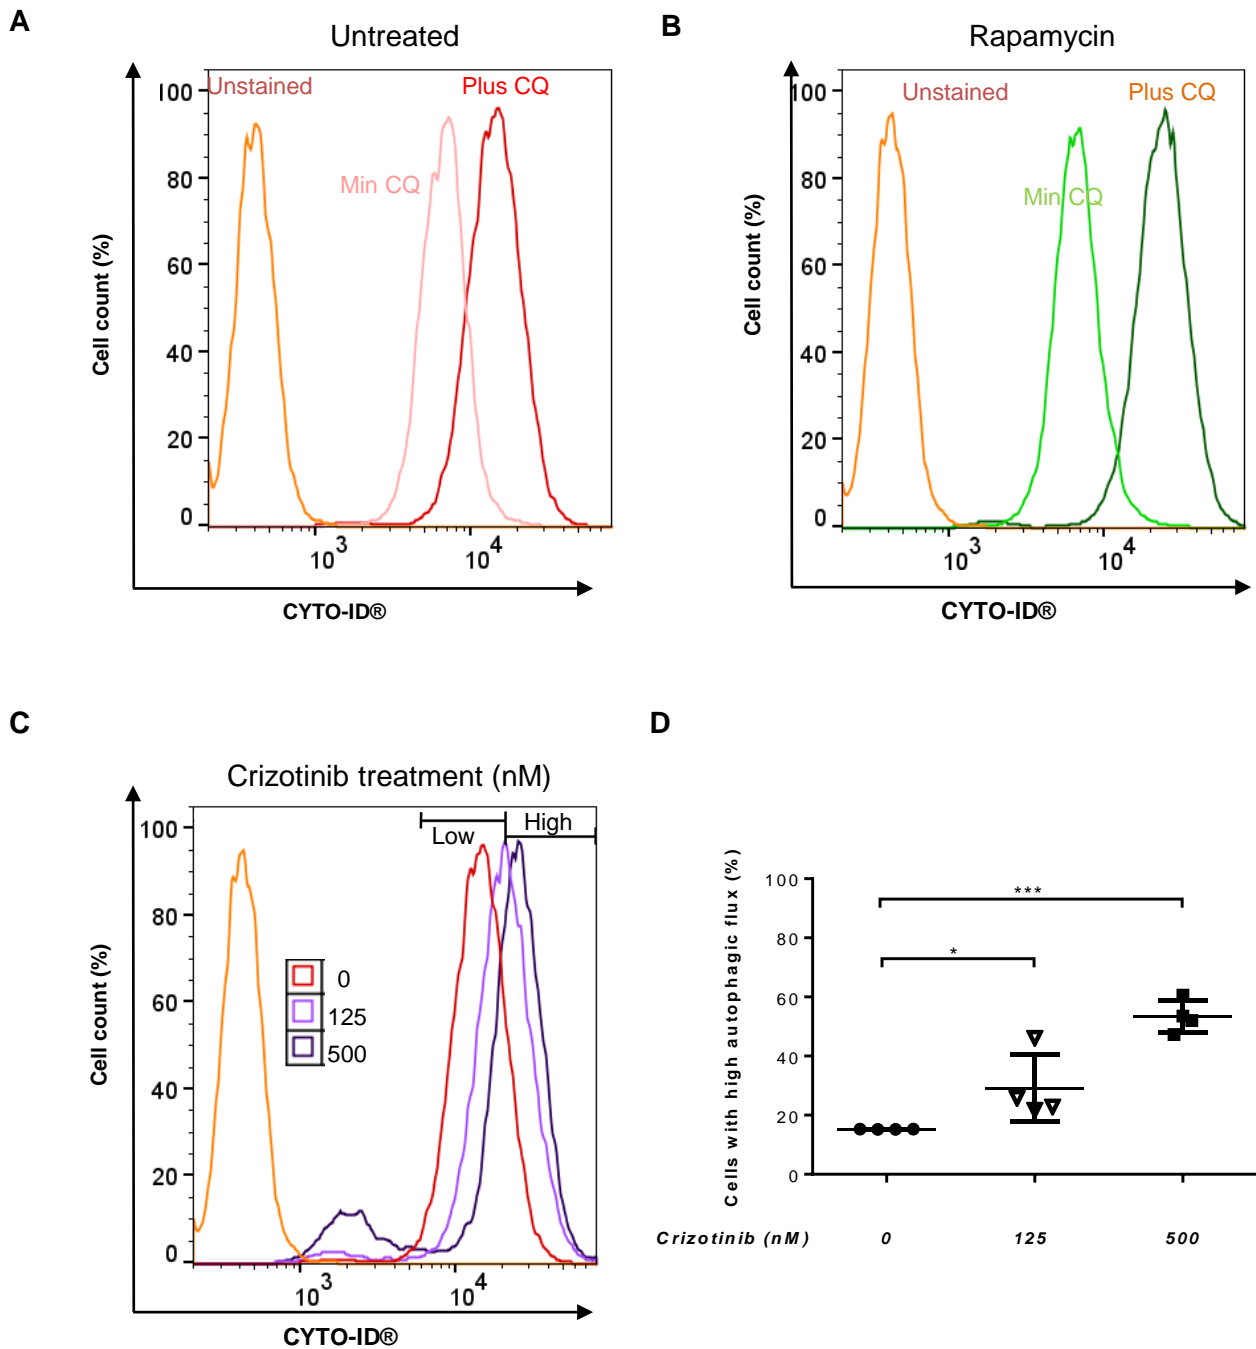 A
Untreated
100
Unstained
Plus CQ
80
Min CQ
60
40
20
0
Cell count (%)
10^3
10^4
CYTO-ID®
B
Rapamycin
100
Unstained
Plus CQ
80
Min CQ
60
40
20
0
Cell count (%)
10^3
10^4
CYTO-ID®
C
Crizotinib treatment (nM)
100
Low
High
80
60
40
20
0
0
125
500
Cell count (%)
10^3
10^4
CYTO-ID®
D
Cells with high autophagic flux (%)
100
80
60
40
20
0
***
*
Crizotinib (nM)
0
125
500